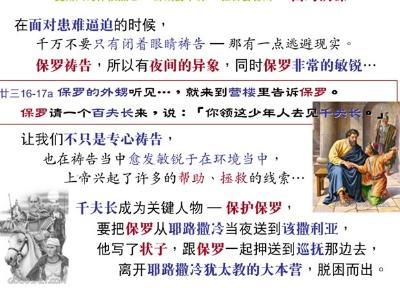 在面对患难逼迫的时候，
千万不要只有闭着眼睛祷告 — 那有一点逃避现实。
保罗祷告，所以有夜间的异象，同时保罗非常的敏锐…
廿三16-17a 保罗的外甥听见…，就来到营楼里告诉保罗。
保罗请一个百夫长来，说：「你领这少年人去见千夫长。
让我们不只是专心祷告，
也在祷告当中愈发敏锐于在环境当中，
上帝兴起了许多的帮助、拯救的线索…
千夫长成为关键人物 — 保护保罗，
要把保罗从耶路撒冷当夜送到该撒利亚，
他写了状子，跟保罗一起押送到巡抚那边去，
离开耶路撒冷犹太教的大本营，脱困而出。